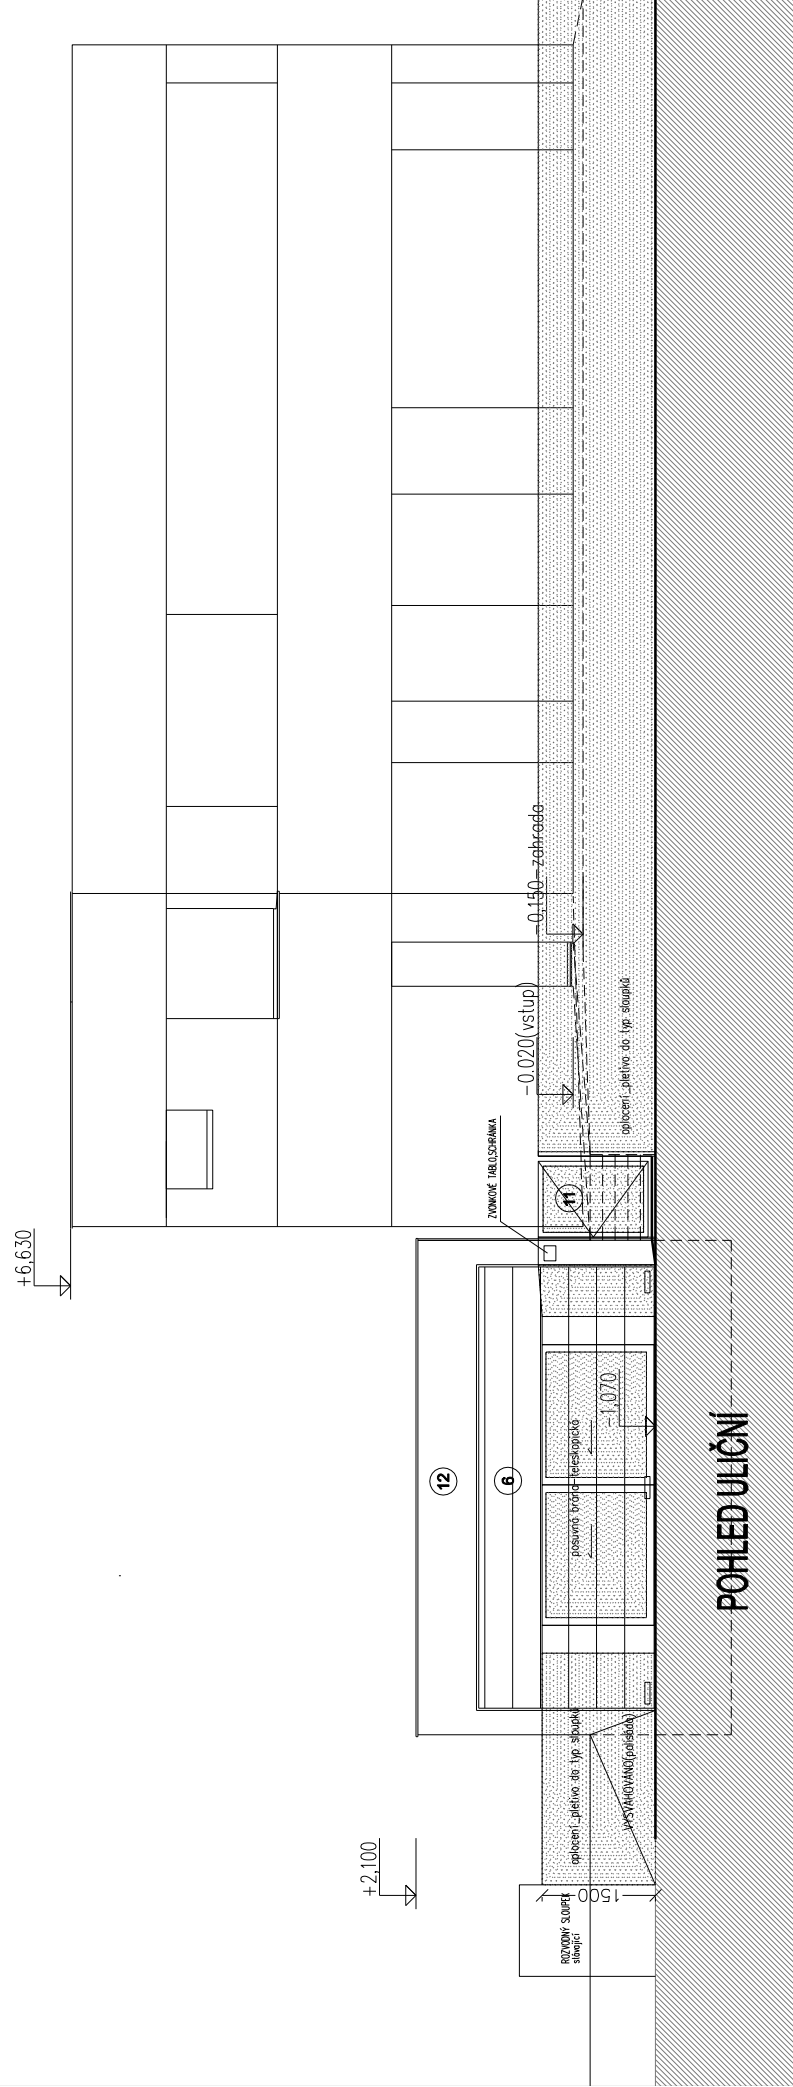 +6,630
+2,100
12
6
11
ZVONKOVÉ TABLO,SCHRÁNKA
-0.020(vstup)
-0,150-zahrada
oplocení_pletivo do typ sloupků
posuvná brána-teleskopická
-1,070
oplocení_pletivo do typ sloupků
VYSVAHOVÁNO(palisáda)
1500
ROZVODNÝ SLOUPEK
stávající
POHLED ULIČNÍ